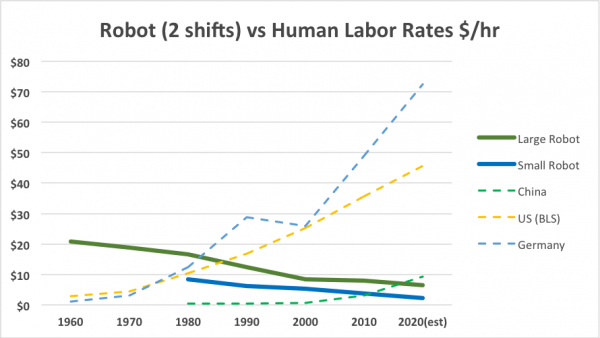 Robot (2 shifts) vs Human Labor Rates $/hr
$80
$70
$60
$50
$40
$30
$20
$10
$0
1960 1970 1980 1990 2000 2010 2020(est)
Large Robot
Small Robot
China
US (BLS)
Germany